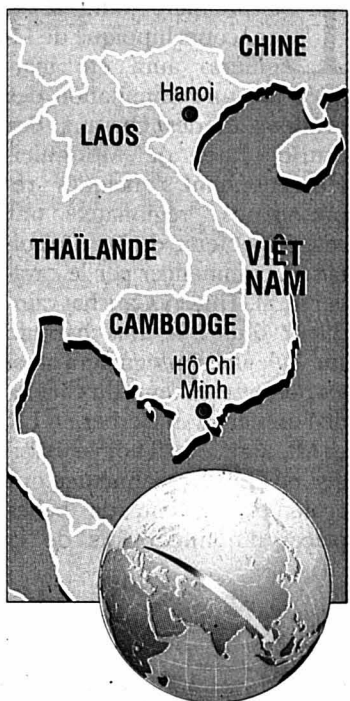 CHINE
Hanoi
LAOS
THAÏLANDE
VIÊT
NAM
CAMBODGE
Hô Chi
Minh